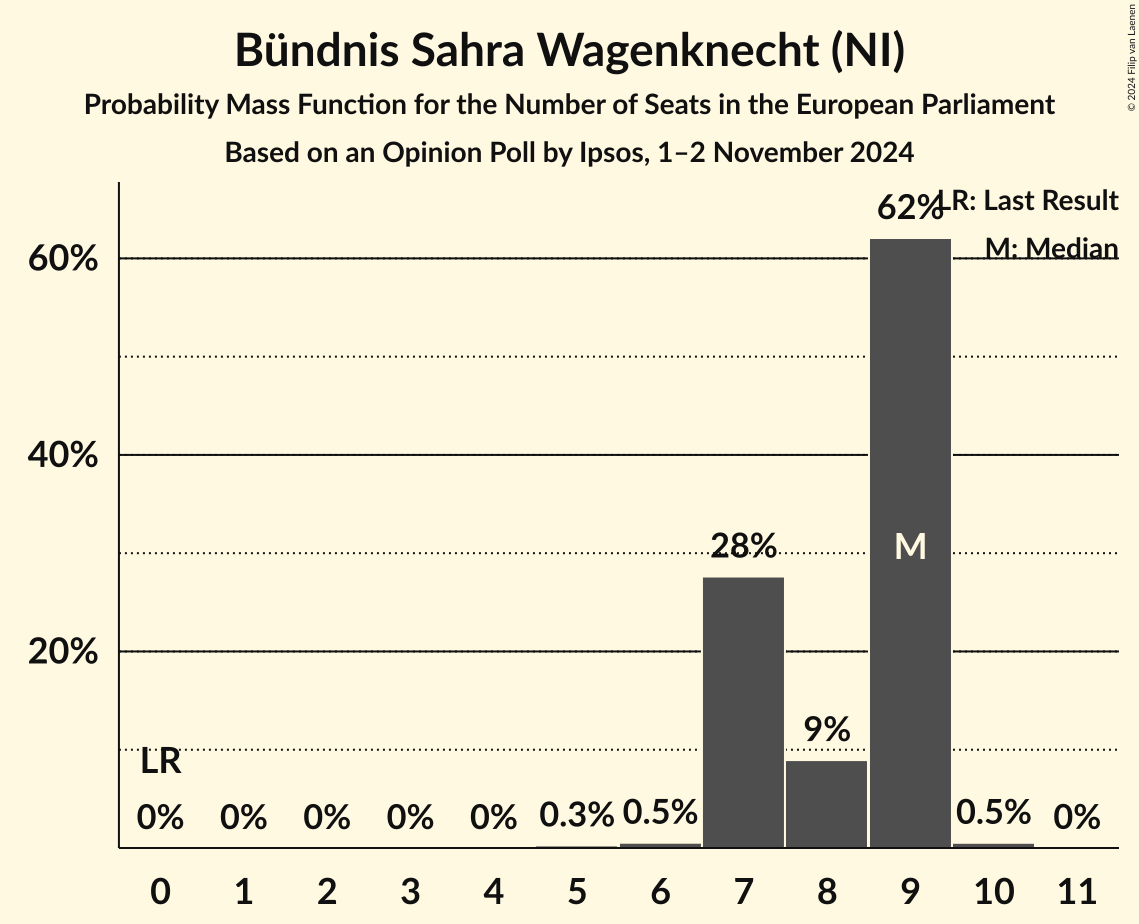 Bündnis Sahra Wagenknecht (NI)
Probability Mass Function for the Number of Seats in the European Parliament
Based on an Opinion Poll by Ipsos, 1–2 November 2024
© 2024 Filip van Laenen
LR: Last Result
M: Median
62%
60%
40%
28%
M
20%
9%
LR
0% 0% 0% 0% 0% 0.3% 0.5% 0.5% 0%
0 1 2 3 4 5 6 7 8 9 10 11